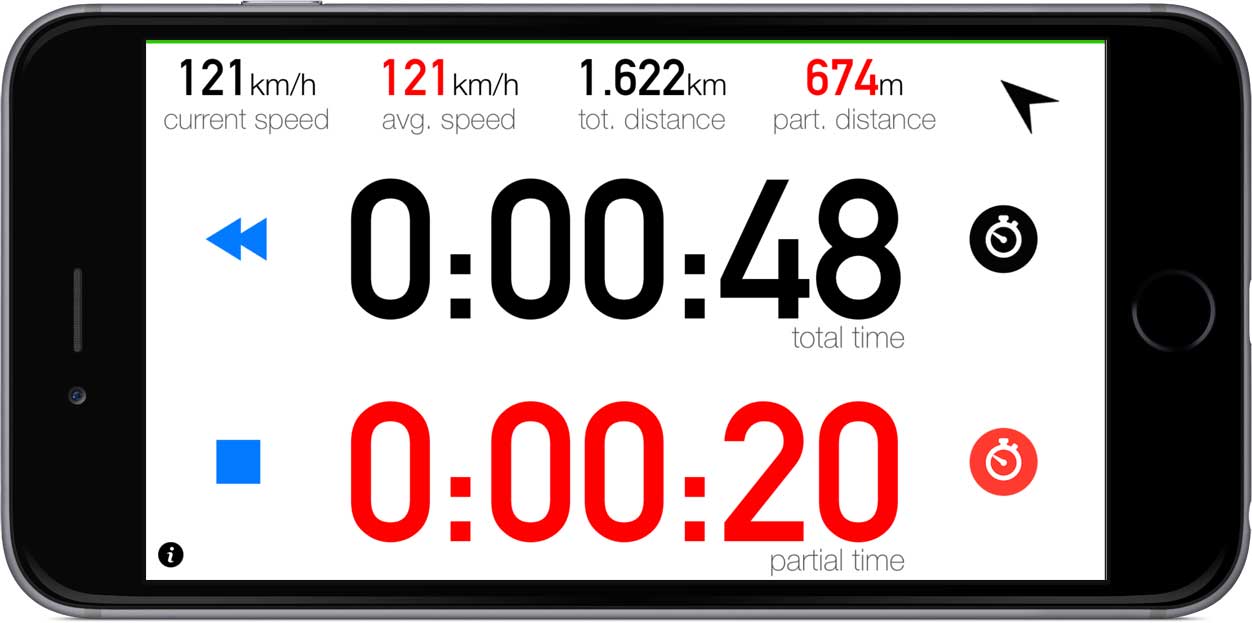 121km/h 121km/h 1.622km 674m
current speed avg. speed tot. distance part. distance
0:00:48
total time
0:00:20
partial time
i